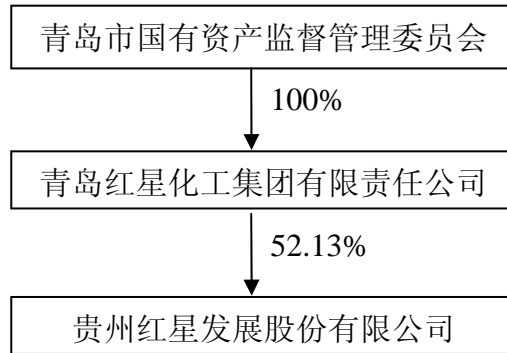 青岛市国有资产监督管理委员会
100%
青岛红星化工集团有限责任公司
52.13%
贵州红星发展股份有限公司